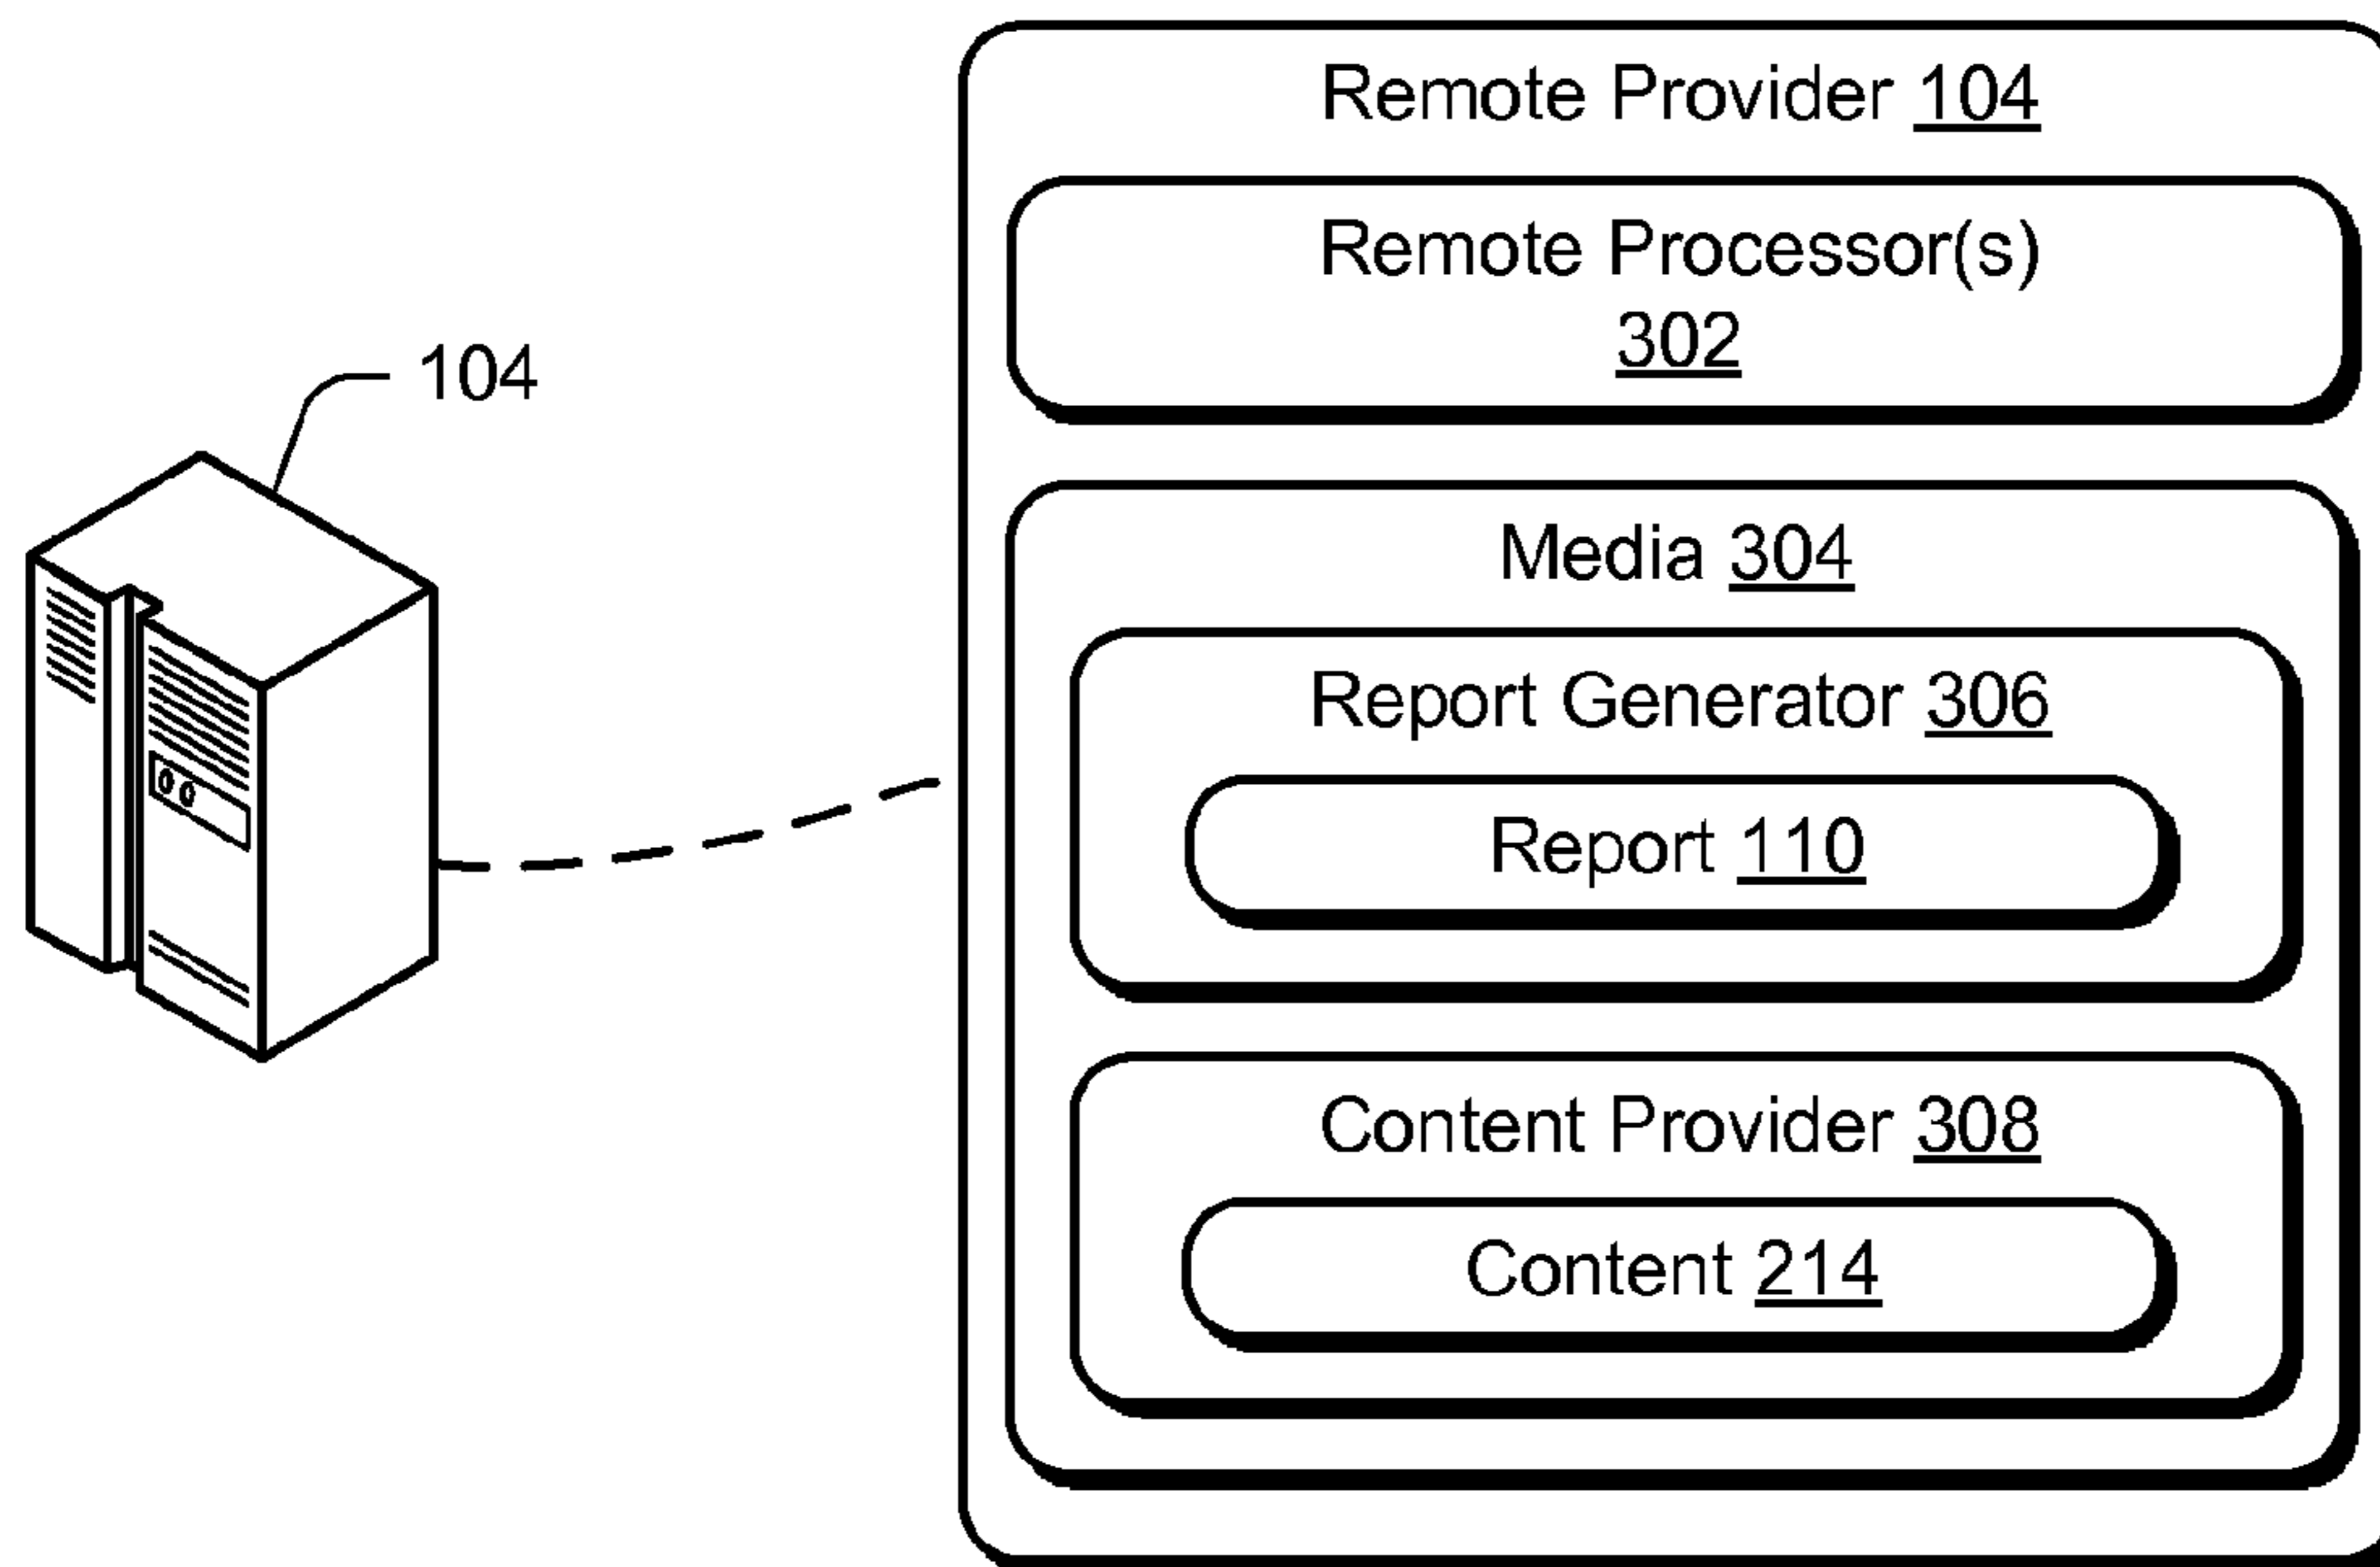 104
Remote Provider 104
Remote Processor(s)
302
Media 304
Report Generator 306
Report 110
Content Provider 308
Content 214